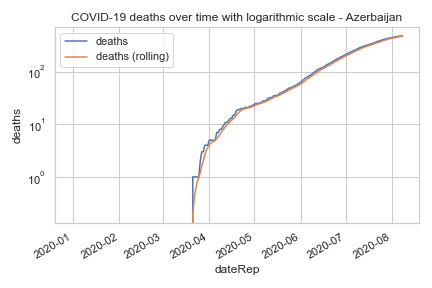 COVID-19 deaths over time with logarithmic scale - Azerbaijan
deaths
deaths (rolling)
deaths
10²
10¹
10⁰
2020-01
2020-02
2020-03
2020-04
2020-05
2020-06
2020-07
2020-08
dateRep